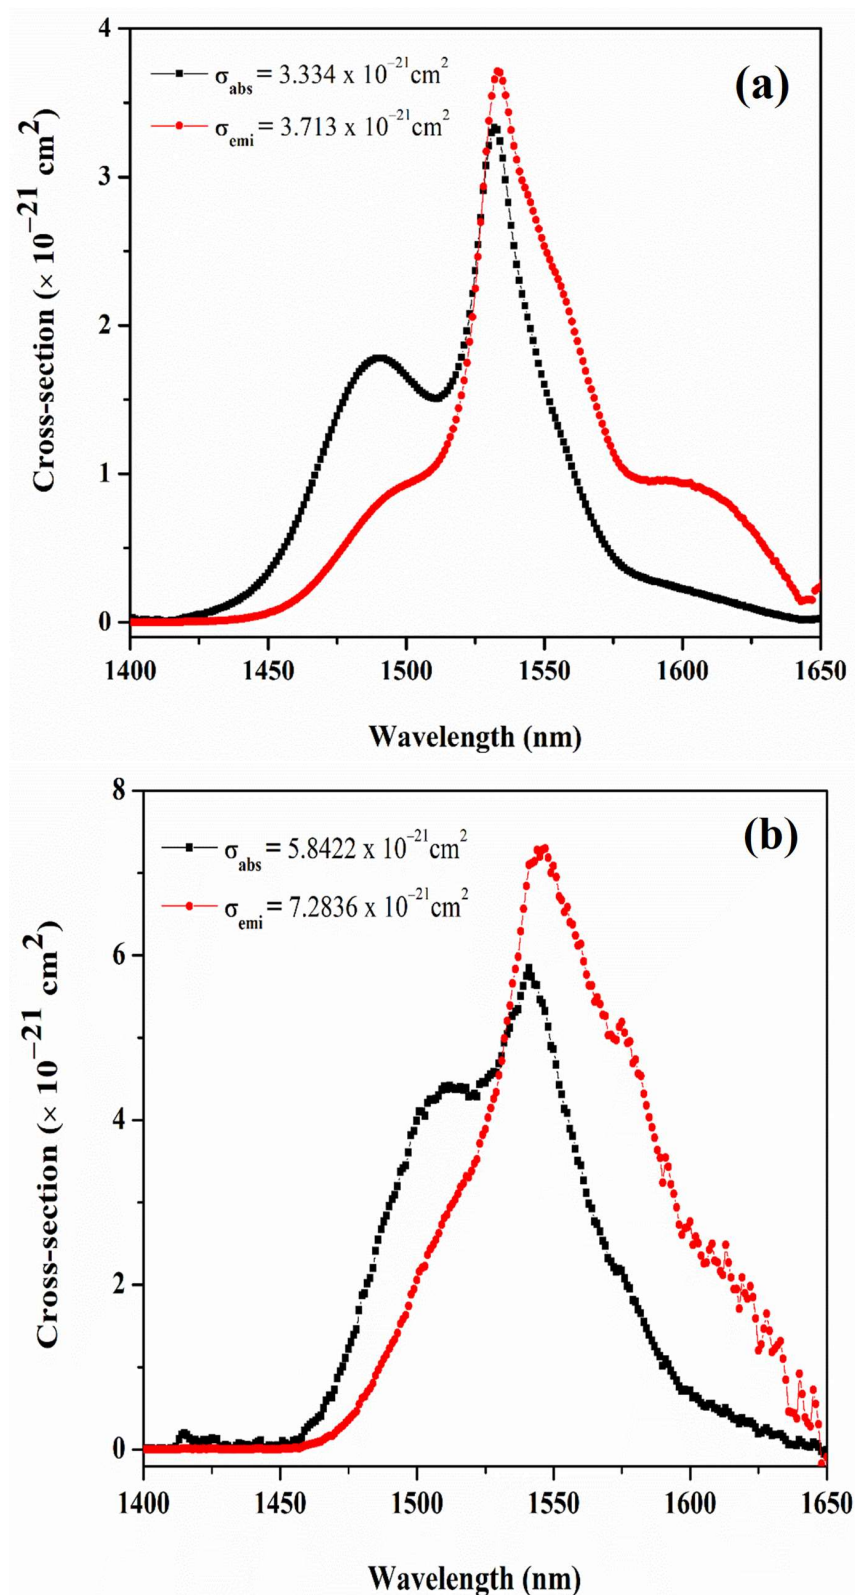 4
(a)
σabs = 3.334 x 10−21cm2
σemi = 3.713 x 10−21cm2
3
Cross-section (× 10−21 cm2)
2
1
0
1400 1450 1500 1550 1600 1650
Wavelength (nm)
8
(b)
σabs = 5.8422 x 10−21cm2
σemi = 7.2836 x 10−21cm2
6
Cross-section (× 10−21 cm2)
4
2
0
1400 1450 1500 1550 1600 1650
Wavelength (nm)